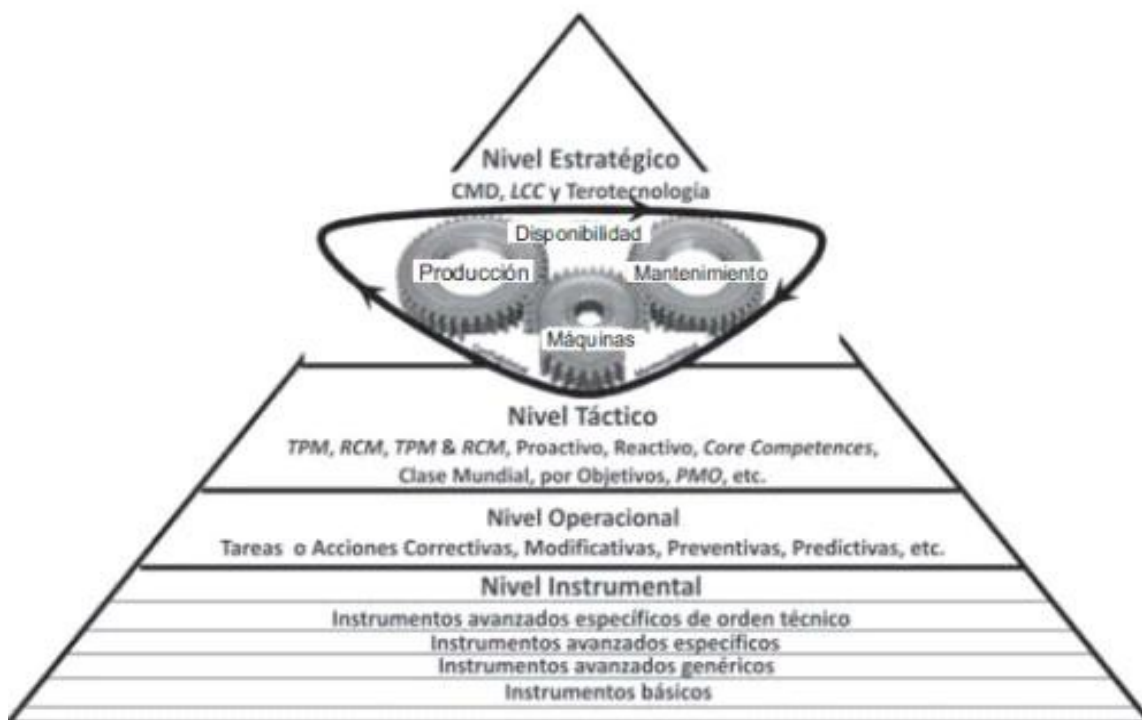 Nivel Estratégico
CMD, LCC y Terotecnología
Disponibilidad
Producción
Mantenimiento
Máquinas
Nivel Táctico
TPM, RCM, TPM & RCM, Proactivo, Reactivo, Core Competences,
Clase Mundial, por Objetivos, PMO, etc.
Nivel Operacional
Tareas o Acciones Correctivas, Modificativas, Preventivas, Predictivas, etc.
Nivel Instrumental
Instrumentos avanzados específicos de orden técnico
Instrumentos avanzados específicos
Instrumentos avanzados genéricos
Instrumentos básicos